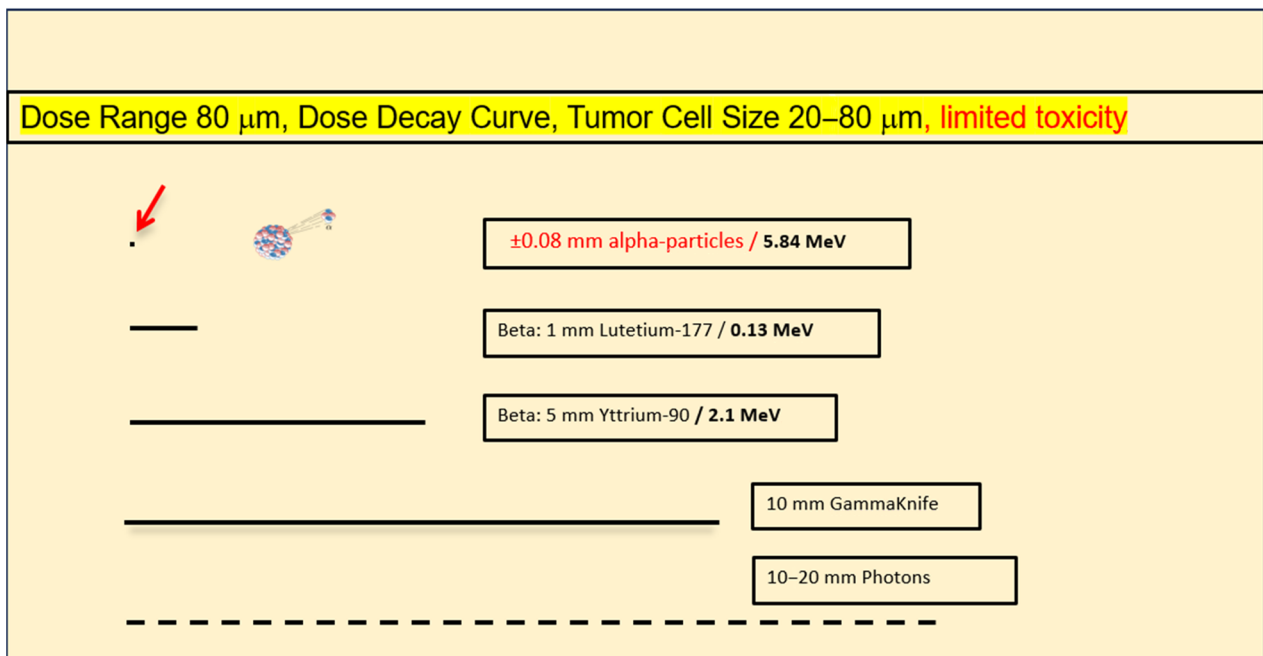 Dose Range 80 μm, Dose Decay Curve, Tumor Cell Size 20–80 μm, limited toxicity
α
±0.08 mm alpha-particles / 5.84 MeV
Beta: 1 mm Lutetium-177 / 0.13 MeV
Beta: 5 mm Yttrium-90 / 2.1 MeV
10 mm GammaKnife
10–20 mm Photons